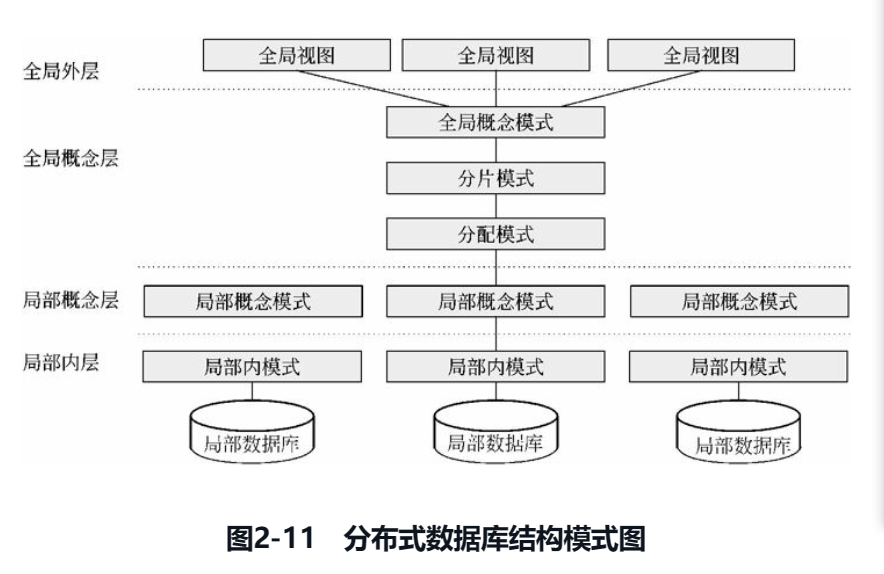 全局外层
全局视图 全局视图 全局视图
全局概念模式
全局概念层
分片模式
分配模式
局部概念层 局部概念模式 局部概念模式 局部概念模式
局部内层 局部内模式 局部内模式 局部内模式
局部数据库 局部数据库 局部数据库
图2-11 分布式数据库结构模式图